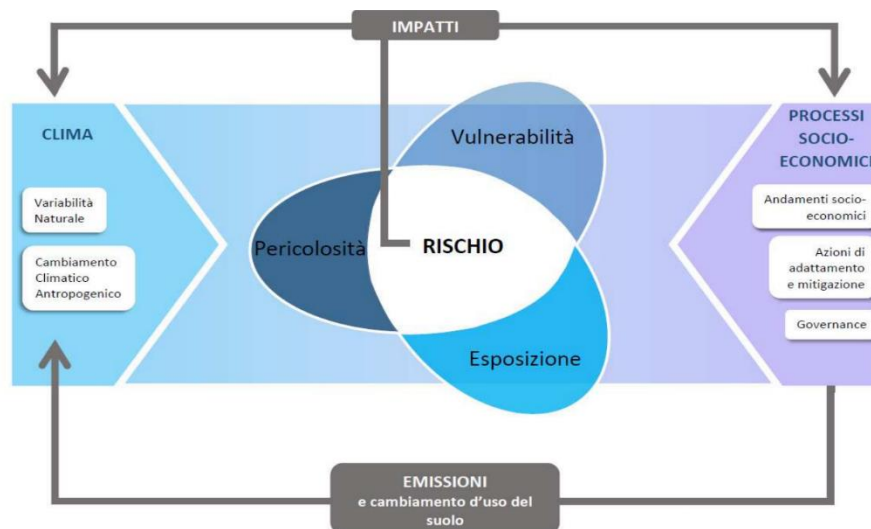 IMPATTI
CLIMA
Variabilità
Naturale
Cambiamento
Climatico
Antropogenico
Vulnerabilità
Pericolosità
RISCHIO
Esposizione
PROCESSI
SOCIO-
ECONOMICI
Andamenti socio-
economici
Azioni di
adattamento
e mitigazione
Governance
EMISSIONI
e cambiamento d'uso del
suolo